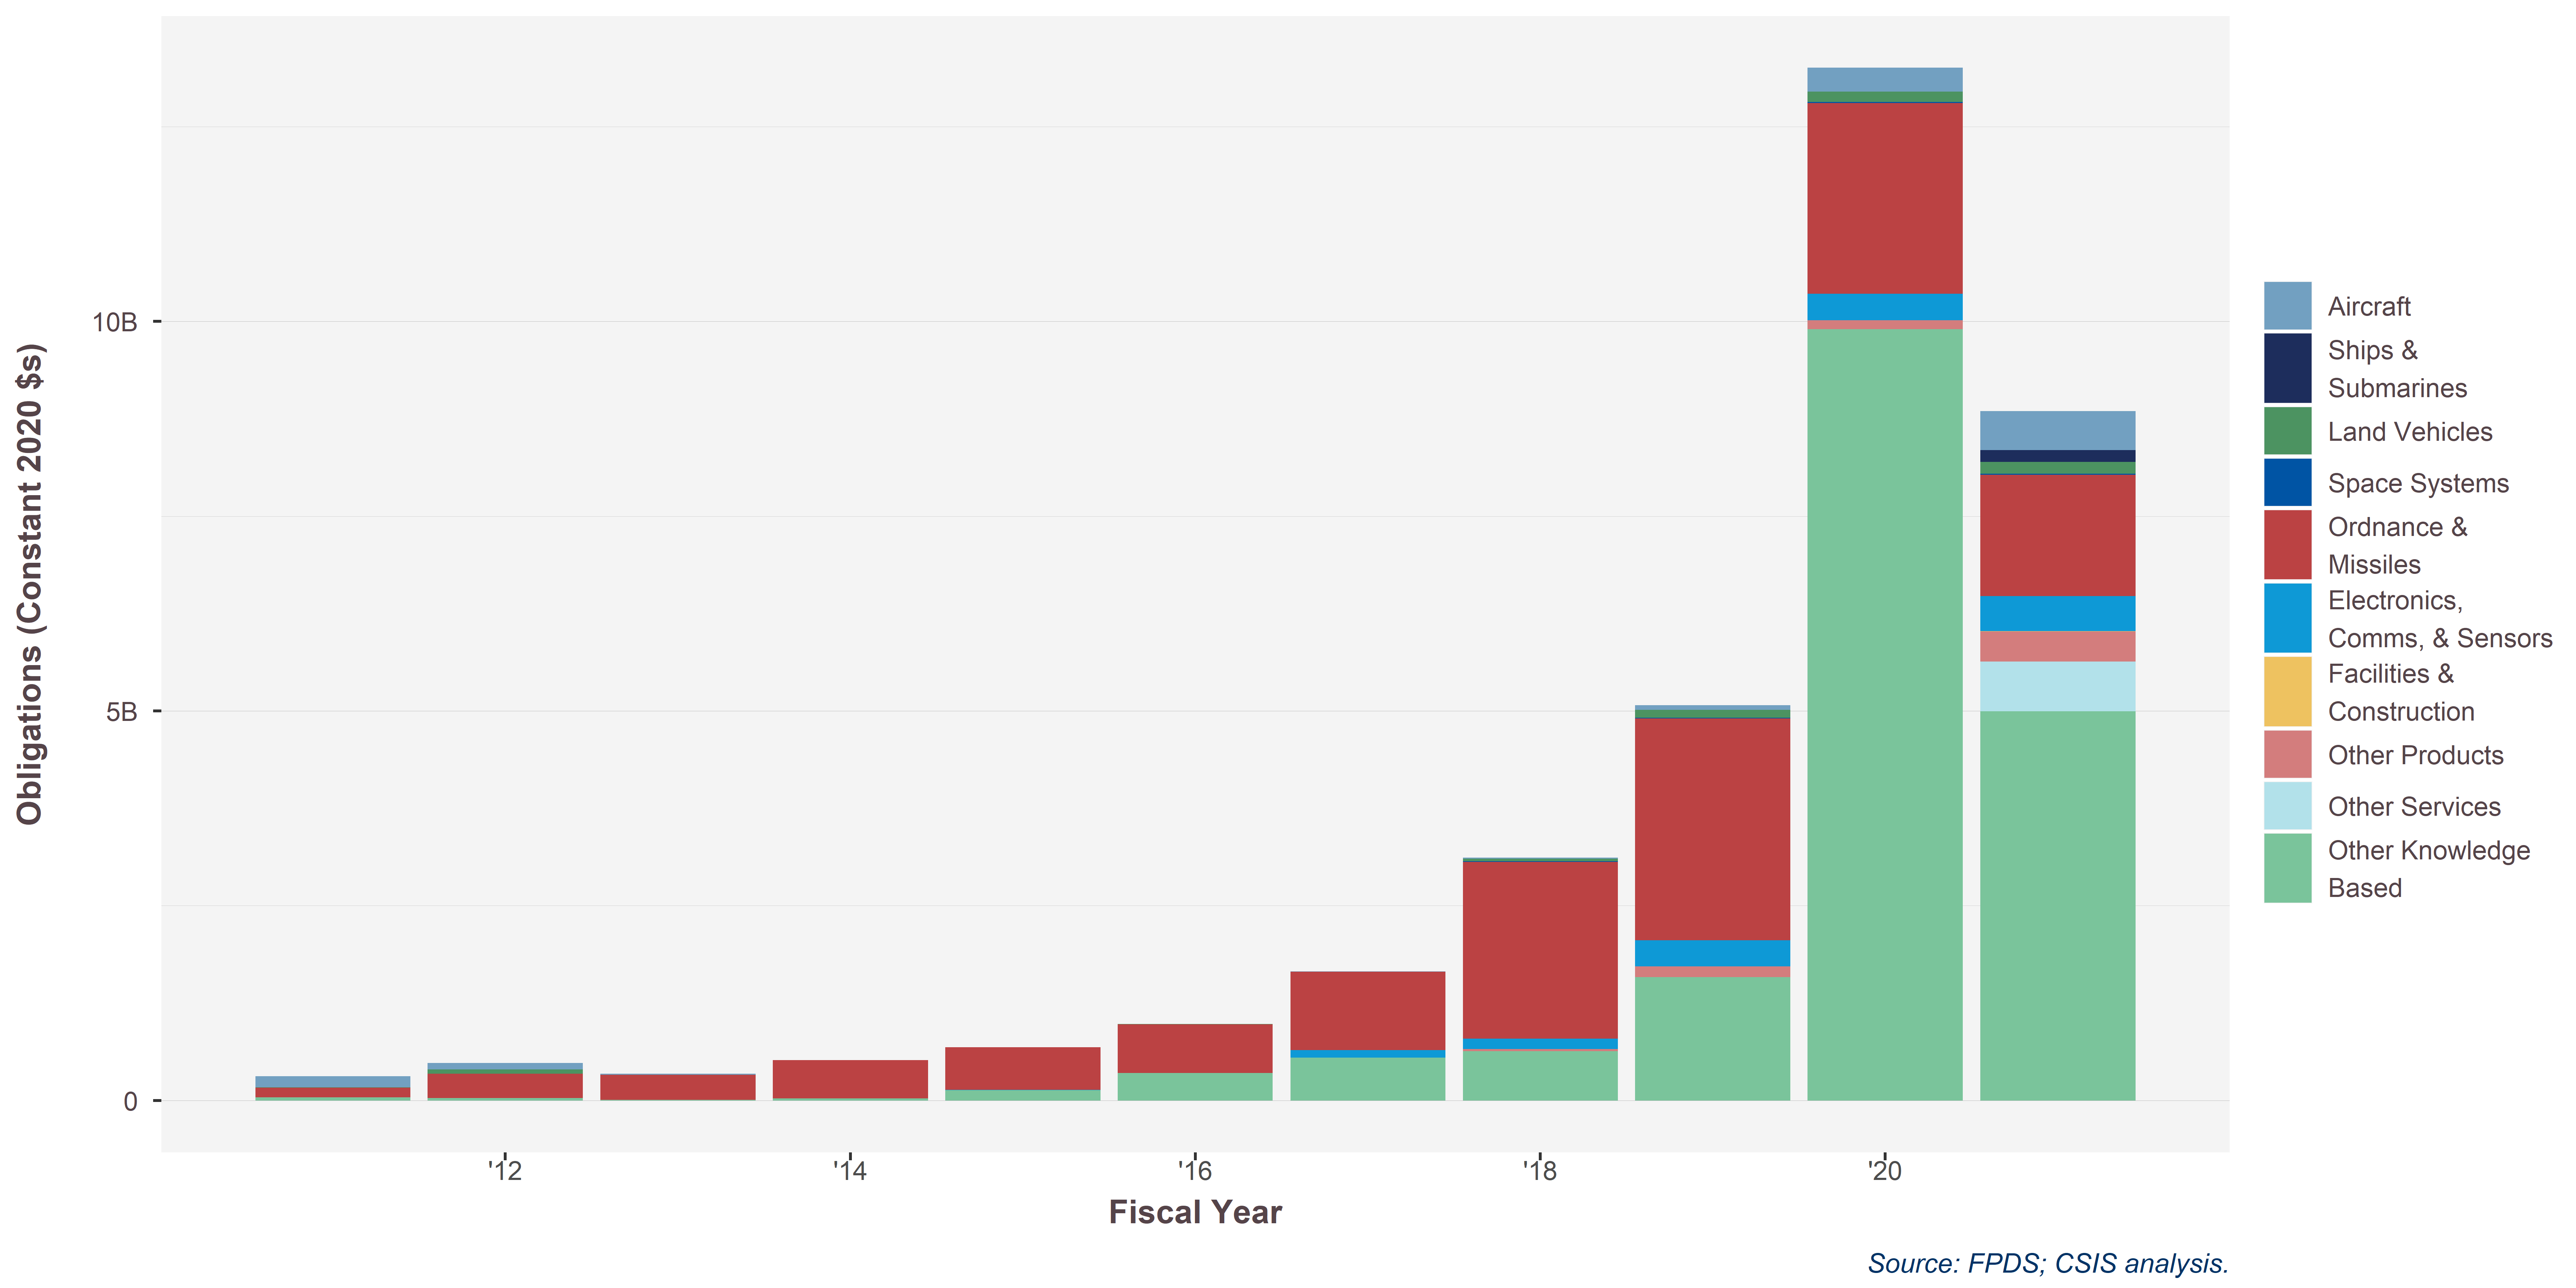 Obligations (Constant 2020 $s)
10B
5B
0
'12
'14
'16
'18
'20
Fiscal Year
Aircraft
Ships &
Submarines
Land Vehicles
Space Systems
Ordnance &
Missiles
Electronics,
Comms, & Sensors
Facilities &
Construction
Other Products
Other Services
Other Knowledge
Based
Source: FPDS; CSIS analysis.